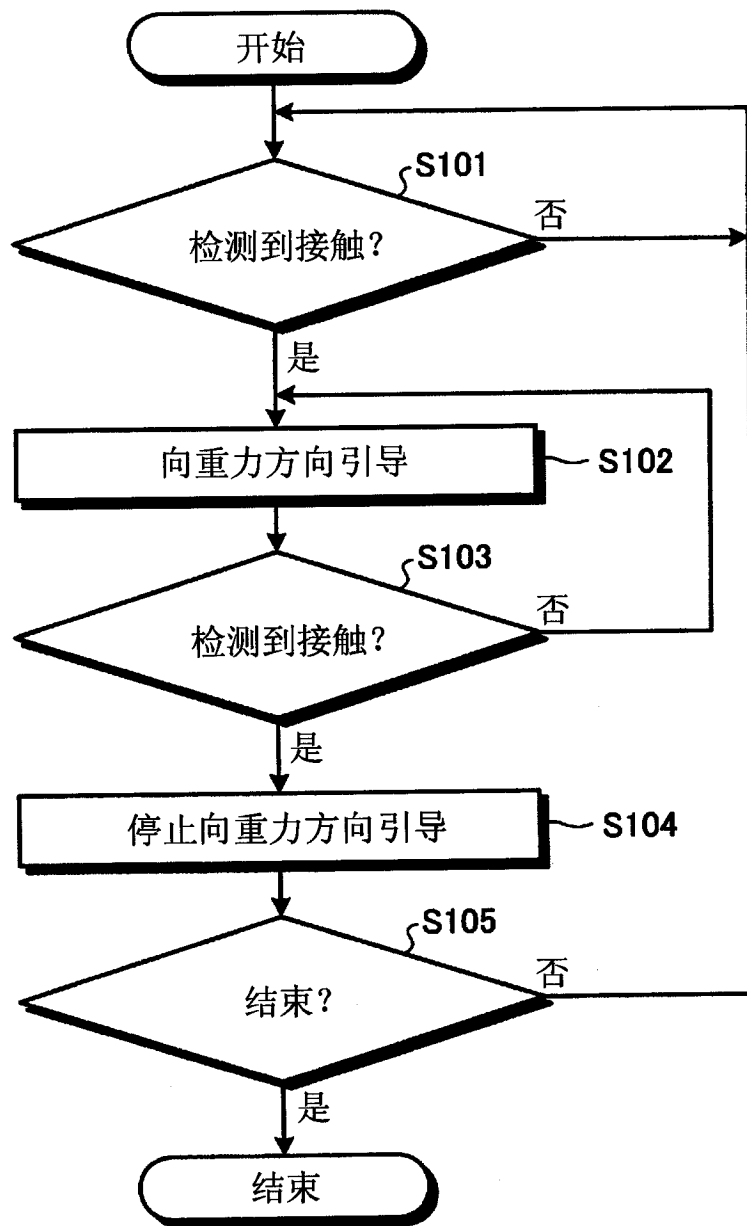 开始
S101
检测到接触？
否
是
向重力方向引导
S102
S103
检测到接触？
否
是
停止向重力方向引导
S104
S105
结束？
否
是
结束